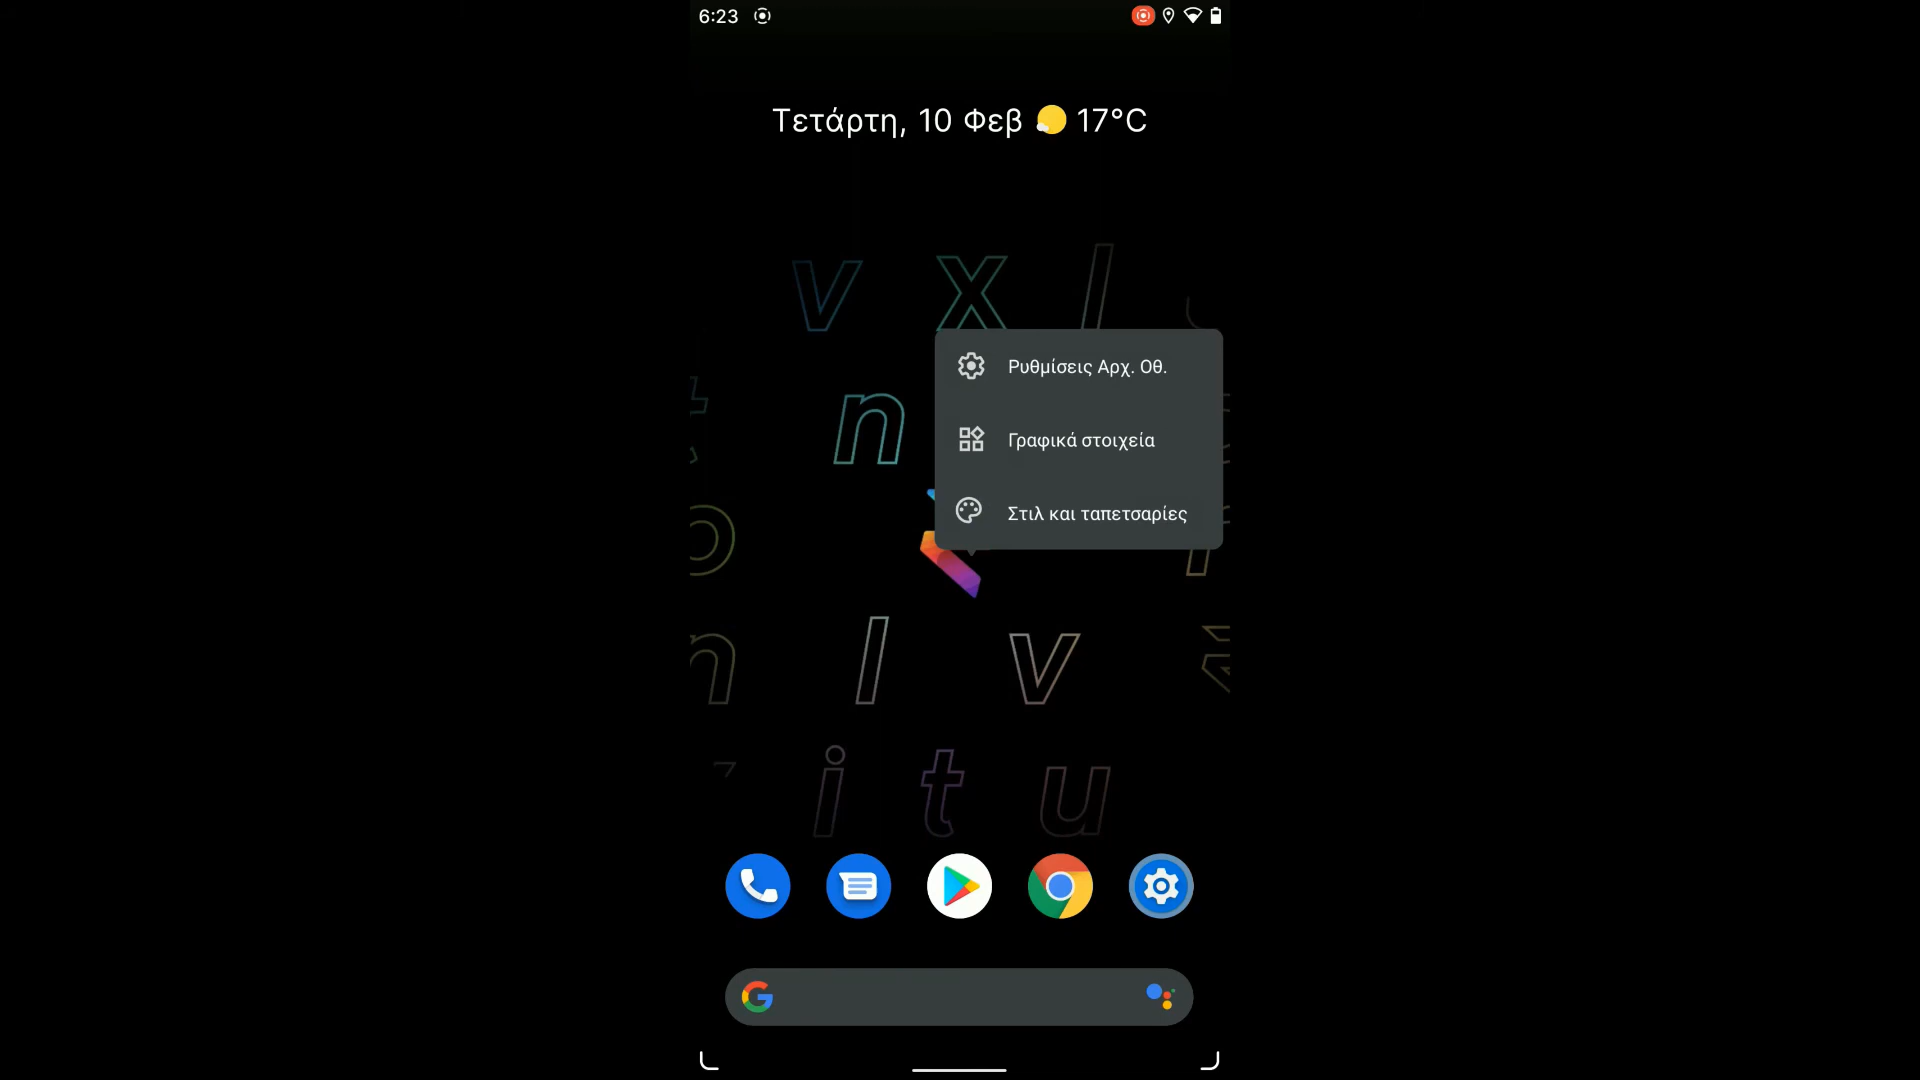 6:23
Τετάρτη, 10 Φεβ 17°C
v x l
n
Ρυθμίσεις Αρχ. Οθ.
Γραφικά στοιχεία
Στιλ και ταπετσαρίες
o
n l v
i t u